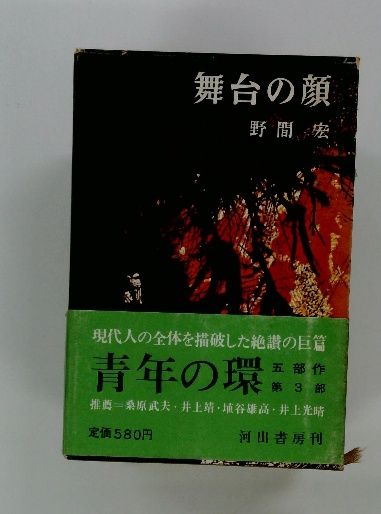 舞台の顔
野間 宏
現代人の全体を描破した絶讃の巨篇
青年の環 五部作
第3部
推薦＝桑原武夫・井上靖・埴谷雄高・井上光晴
定価580円 河出書房刊